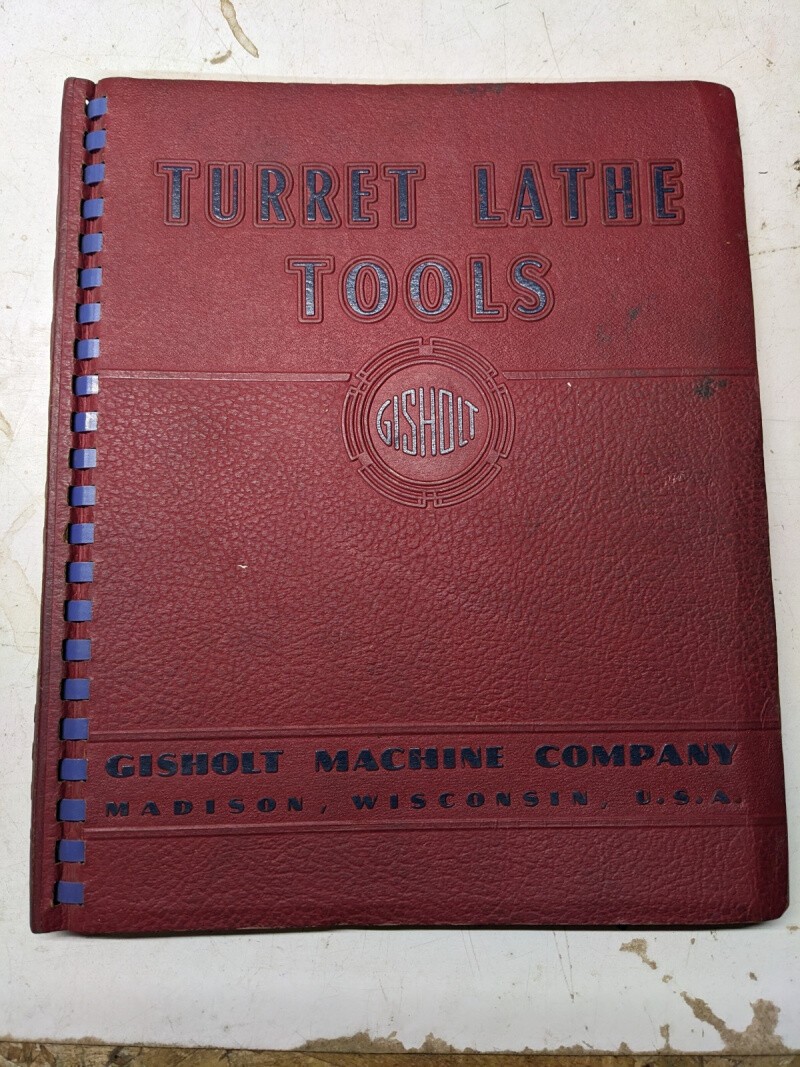 TURRET LATHE
TOOLS
GISHOLT
GISHOLT MACHINE COMPANY
MADISON, WISCONSIN, U.S.A.